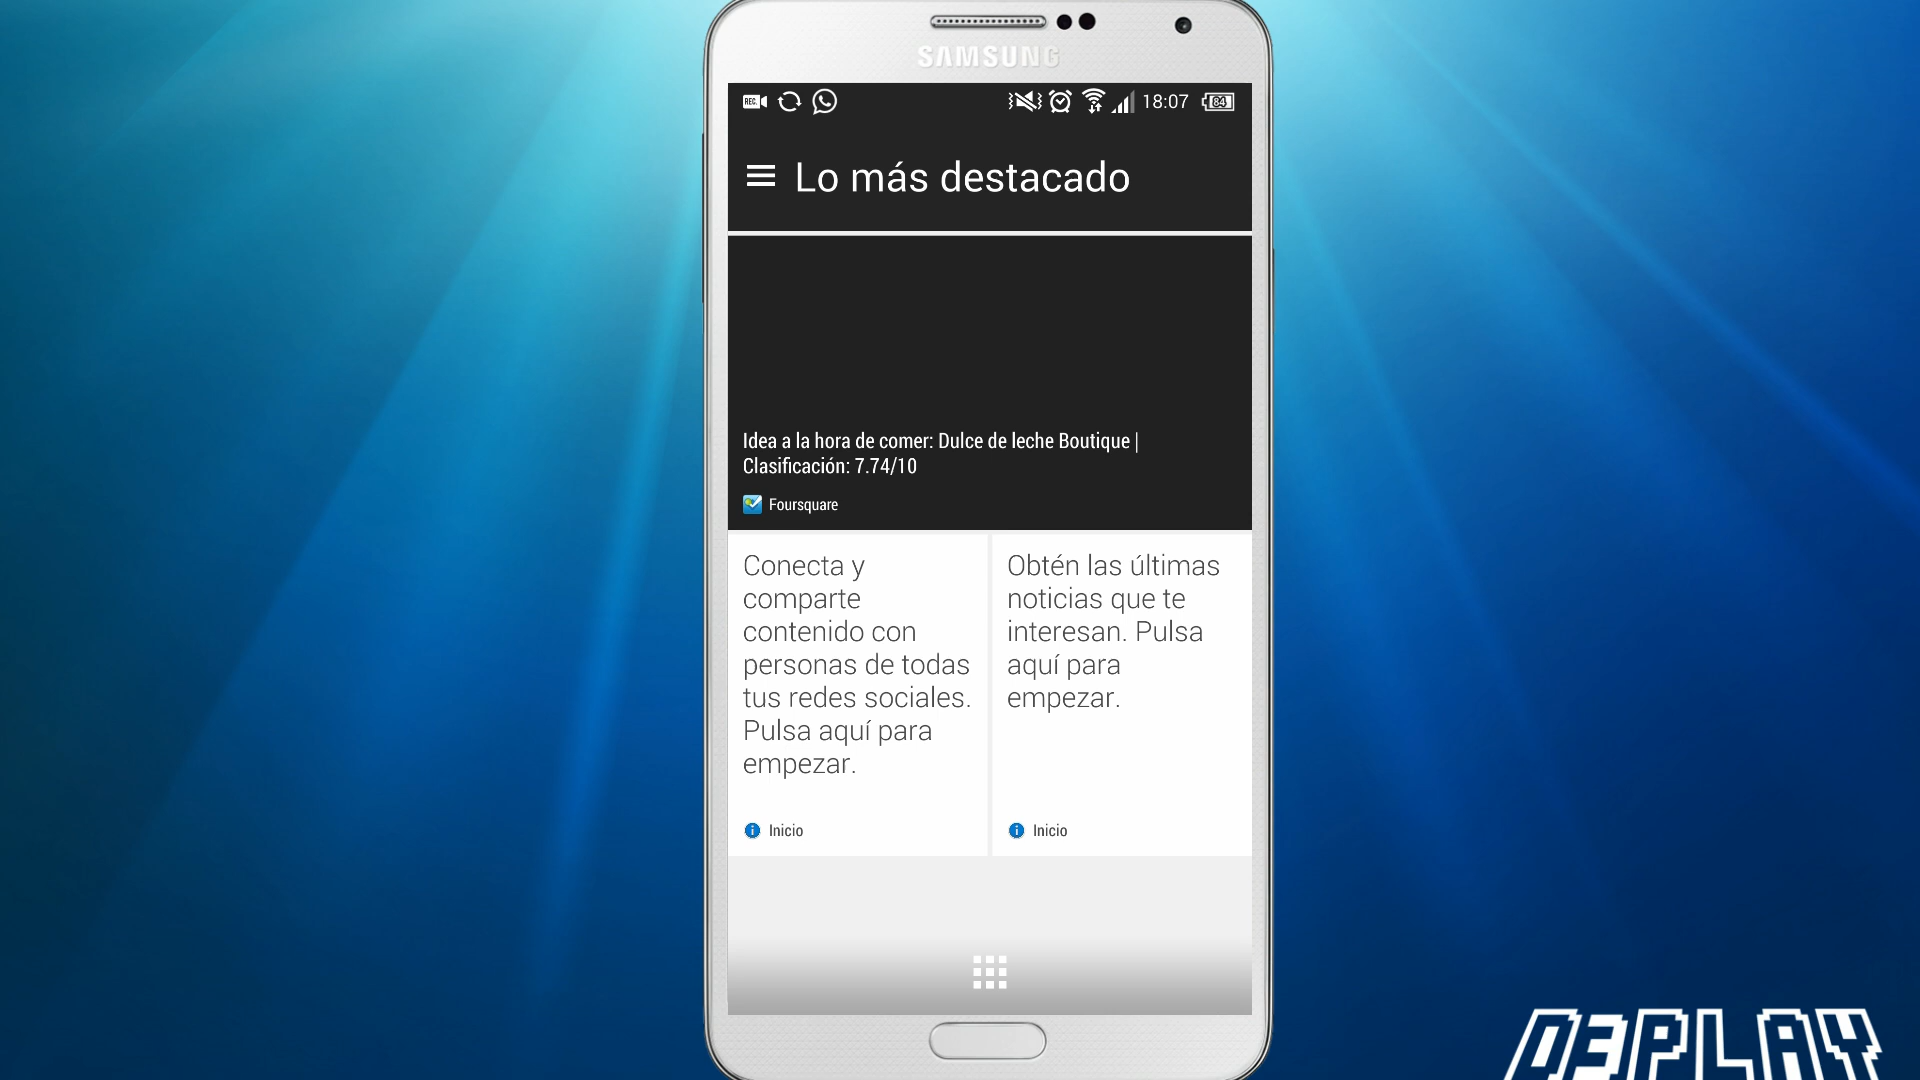 SAMSUNG
REC. 18:07 84
Lo más destacado
Idea a la hora de comer: Dulce de leche Boutique |
Clasificación: 7.74/10
Foursquare
Conecta y
comparte
contenido con
personas de todas
tus redes sociales.
Pulsa aquí para
empezar.
Inicio
Obtén las últimas
noticias que te
interesan. Pulsa
aquí para
empezar.
Inicio
DEPLAY